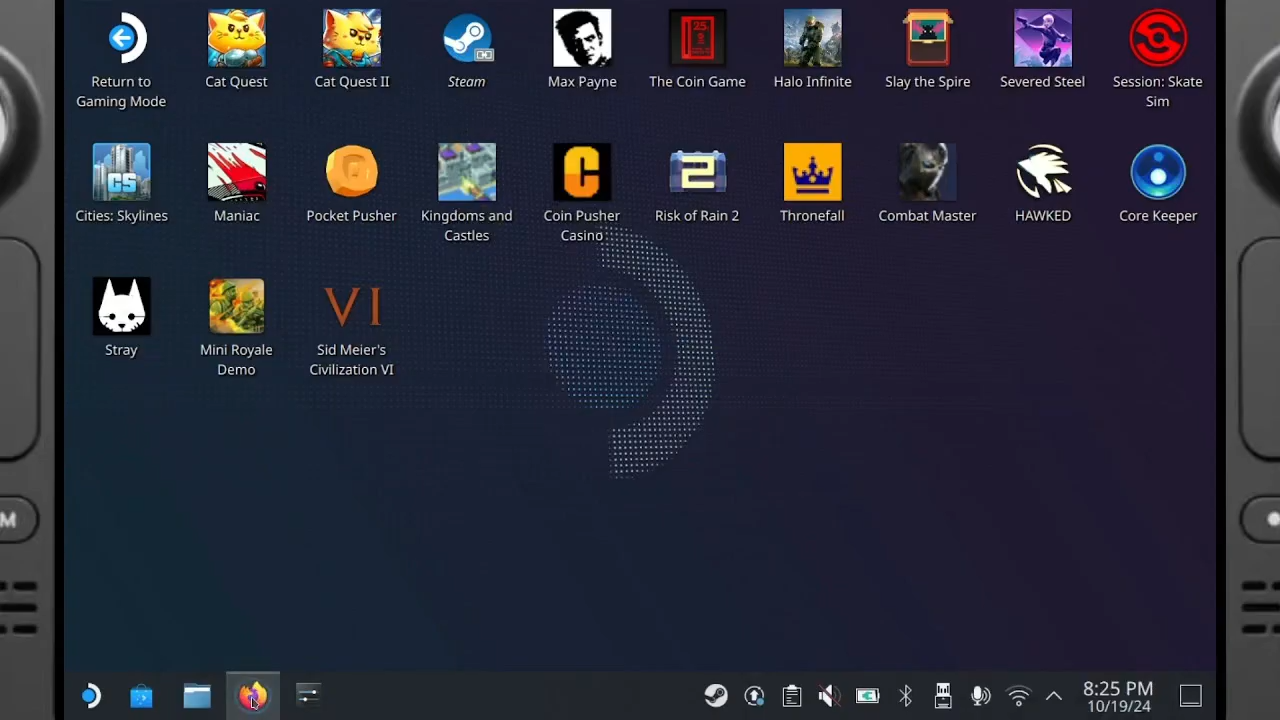 Return to
Gaming Mode
Cat Quest
Cat Quest II
Steam
Max Payne
25.
The Coin Game
Halo Infinite
Slay the Spire
Severed Steel
Session: Skate
Sim
CS
Cities: Skylines
Maniac
Pocket Pusher
Kingdoms and
Castles
C
Coin Pusher
Casino
2
Risk of Rain 2
Thronefall
Combat Master
HAWKED
Core Keeper
Stray
Mini Royale
Demo
VI
Sid Meier's
Civilization VI
M
8:25 PM
10/19/24